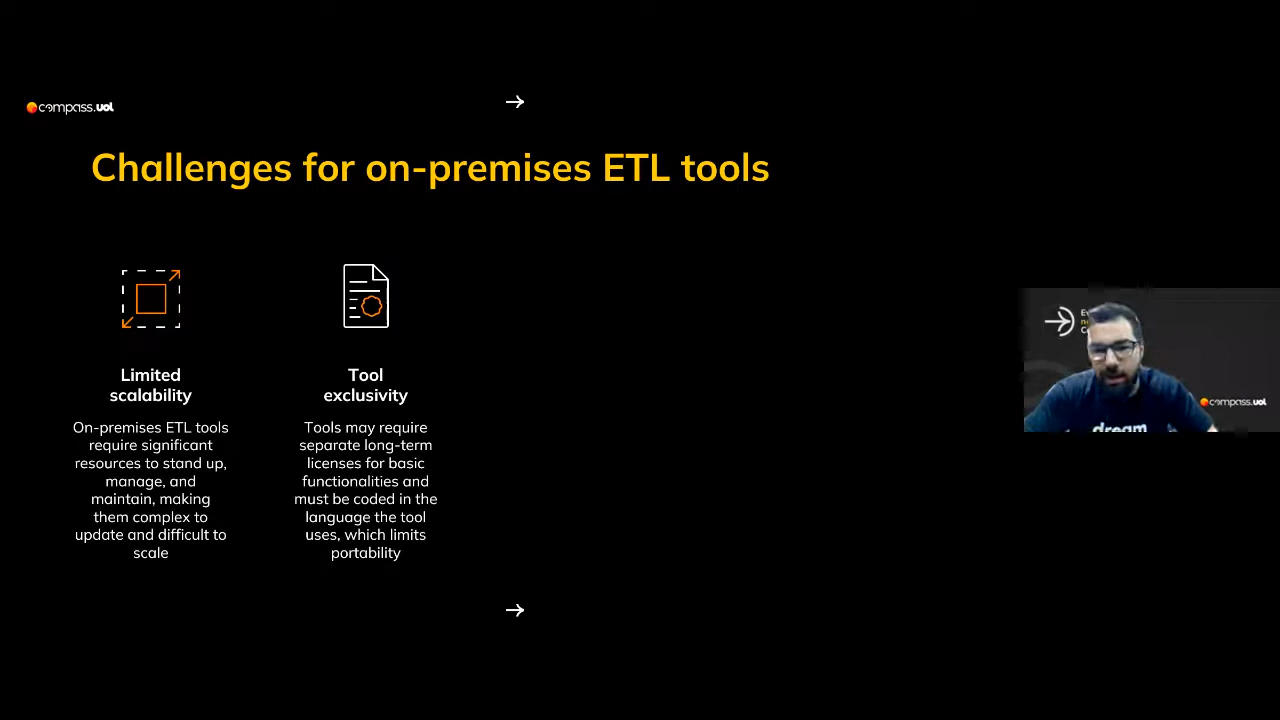 compass.uol
Challenges for on-premises ETL tools
Limited
scalability
On-premises ETL tools
require significant
resources to stand up,
manage, and
maintain, making
them complex to
update and difficult to
scale
Tool
exclusivity
Tools may require
separate long-term
licenses for basic
functionalities and
must be coded in the
language the tool
uses, which limits
portability
compass.uol
dream